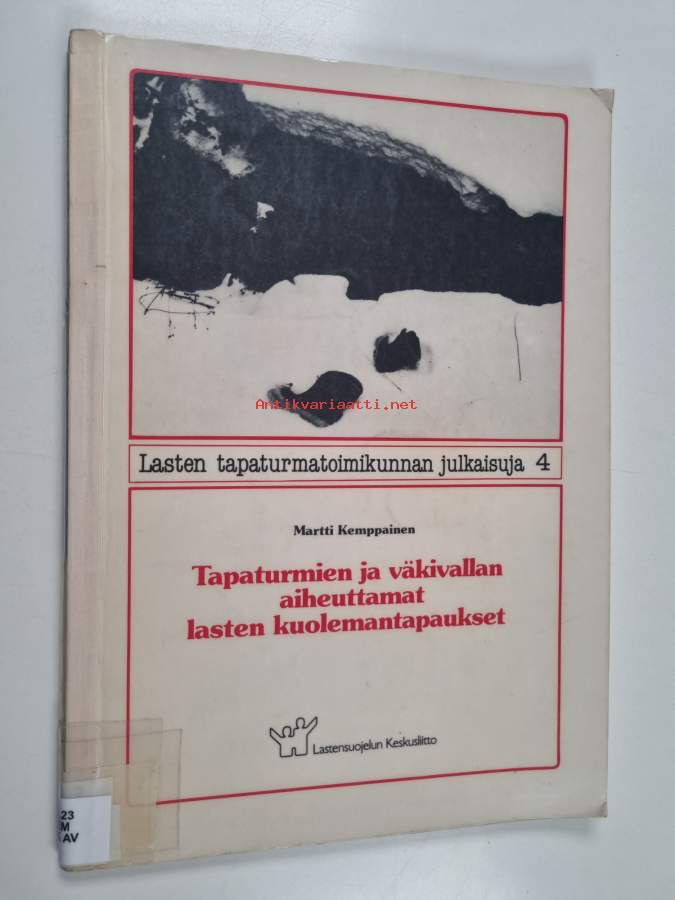 Antikvariaatti.net
Lasten tapaturmatoimikunnan julkaisuja 4
Martti Kemppainen
Tapaturmien ja väkivallan
aiheuttamat
lasten kuolemantapaukset
Lastensuojelun Keskusliitto
23
M
AV